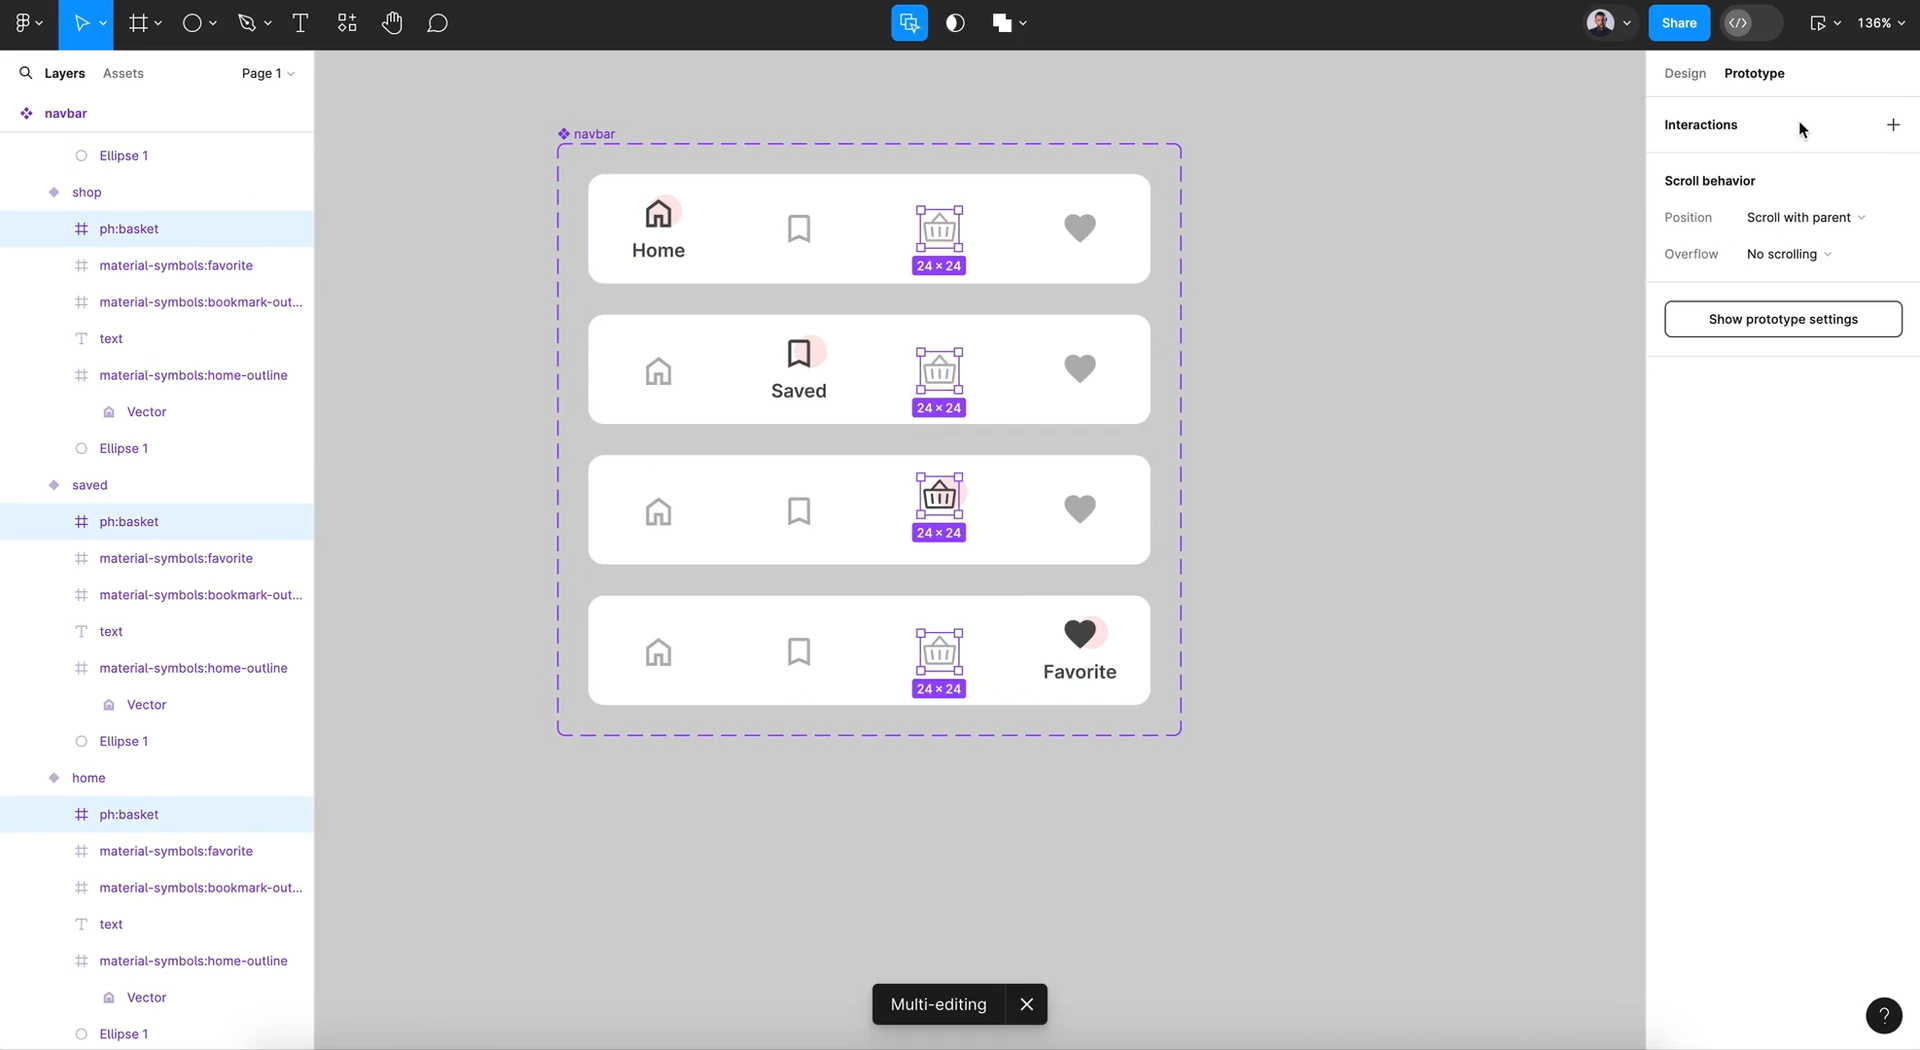 Share
136%
Layers
Assets
Page 1
navbar
Ellipse 1
shop
ph:basket
material-symbols:favorite
material-symbols:bookmark-out...
text
material-symbols:home-outline
Vector
Ellipse 1
saved
ph:basket
material-symbols:favorite
material-symbols:bookmark-out...
text
material-symbols:home-outline
Vector
Ellipse 1
home
ph:basket
material-symbols:favorite
material-symbols:bookmark-out...
text
material-symbols:home-outline
Vector
Ellipse 1
navbar
Home
24 × 24
Saved
24 × 24
24 × 24
Favorite
24 × 24
Multi-editing
Design
Prototype
Interactions
Scroll behavior
Position
Scroll with parent
Overflow
No scrolling
Show prototype settings
?